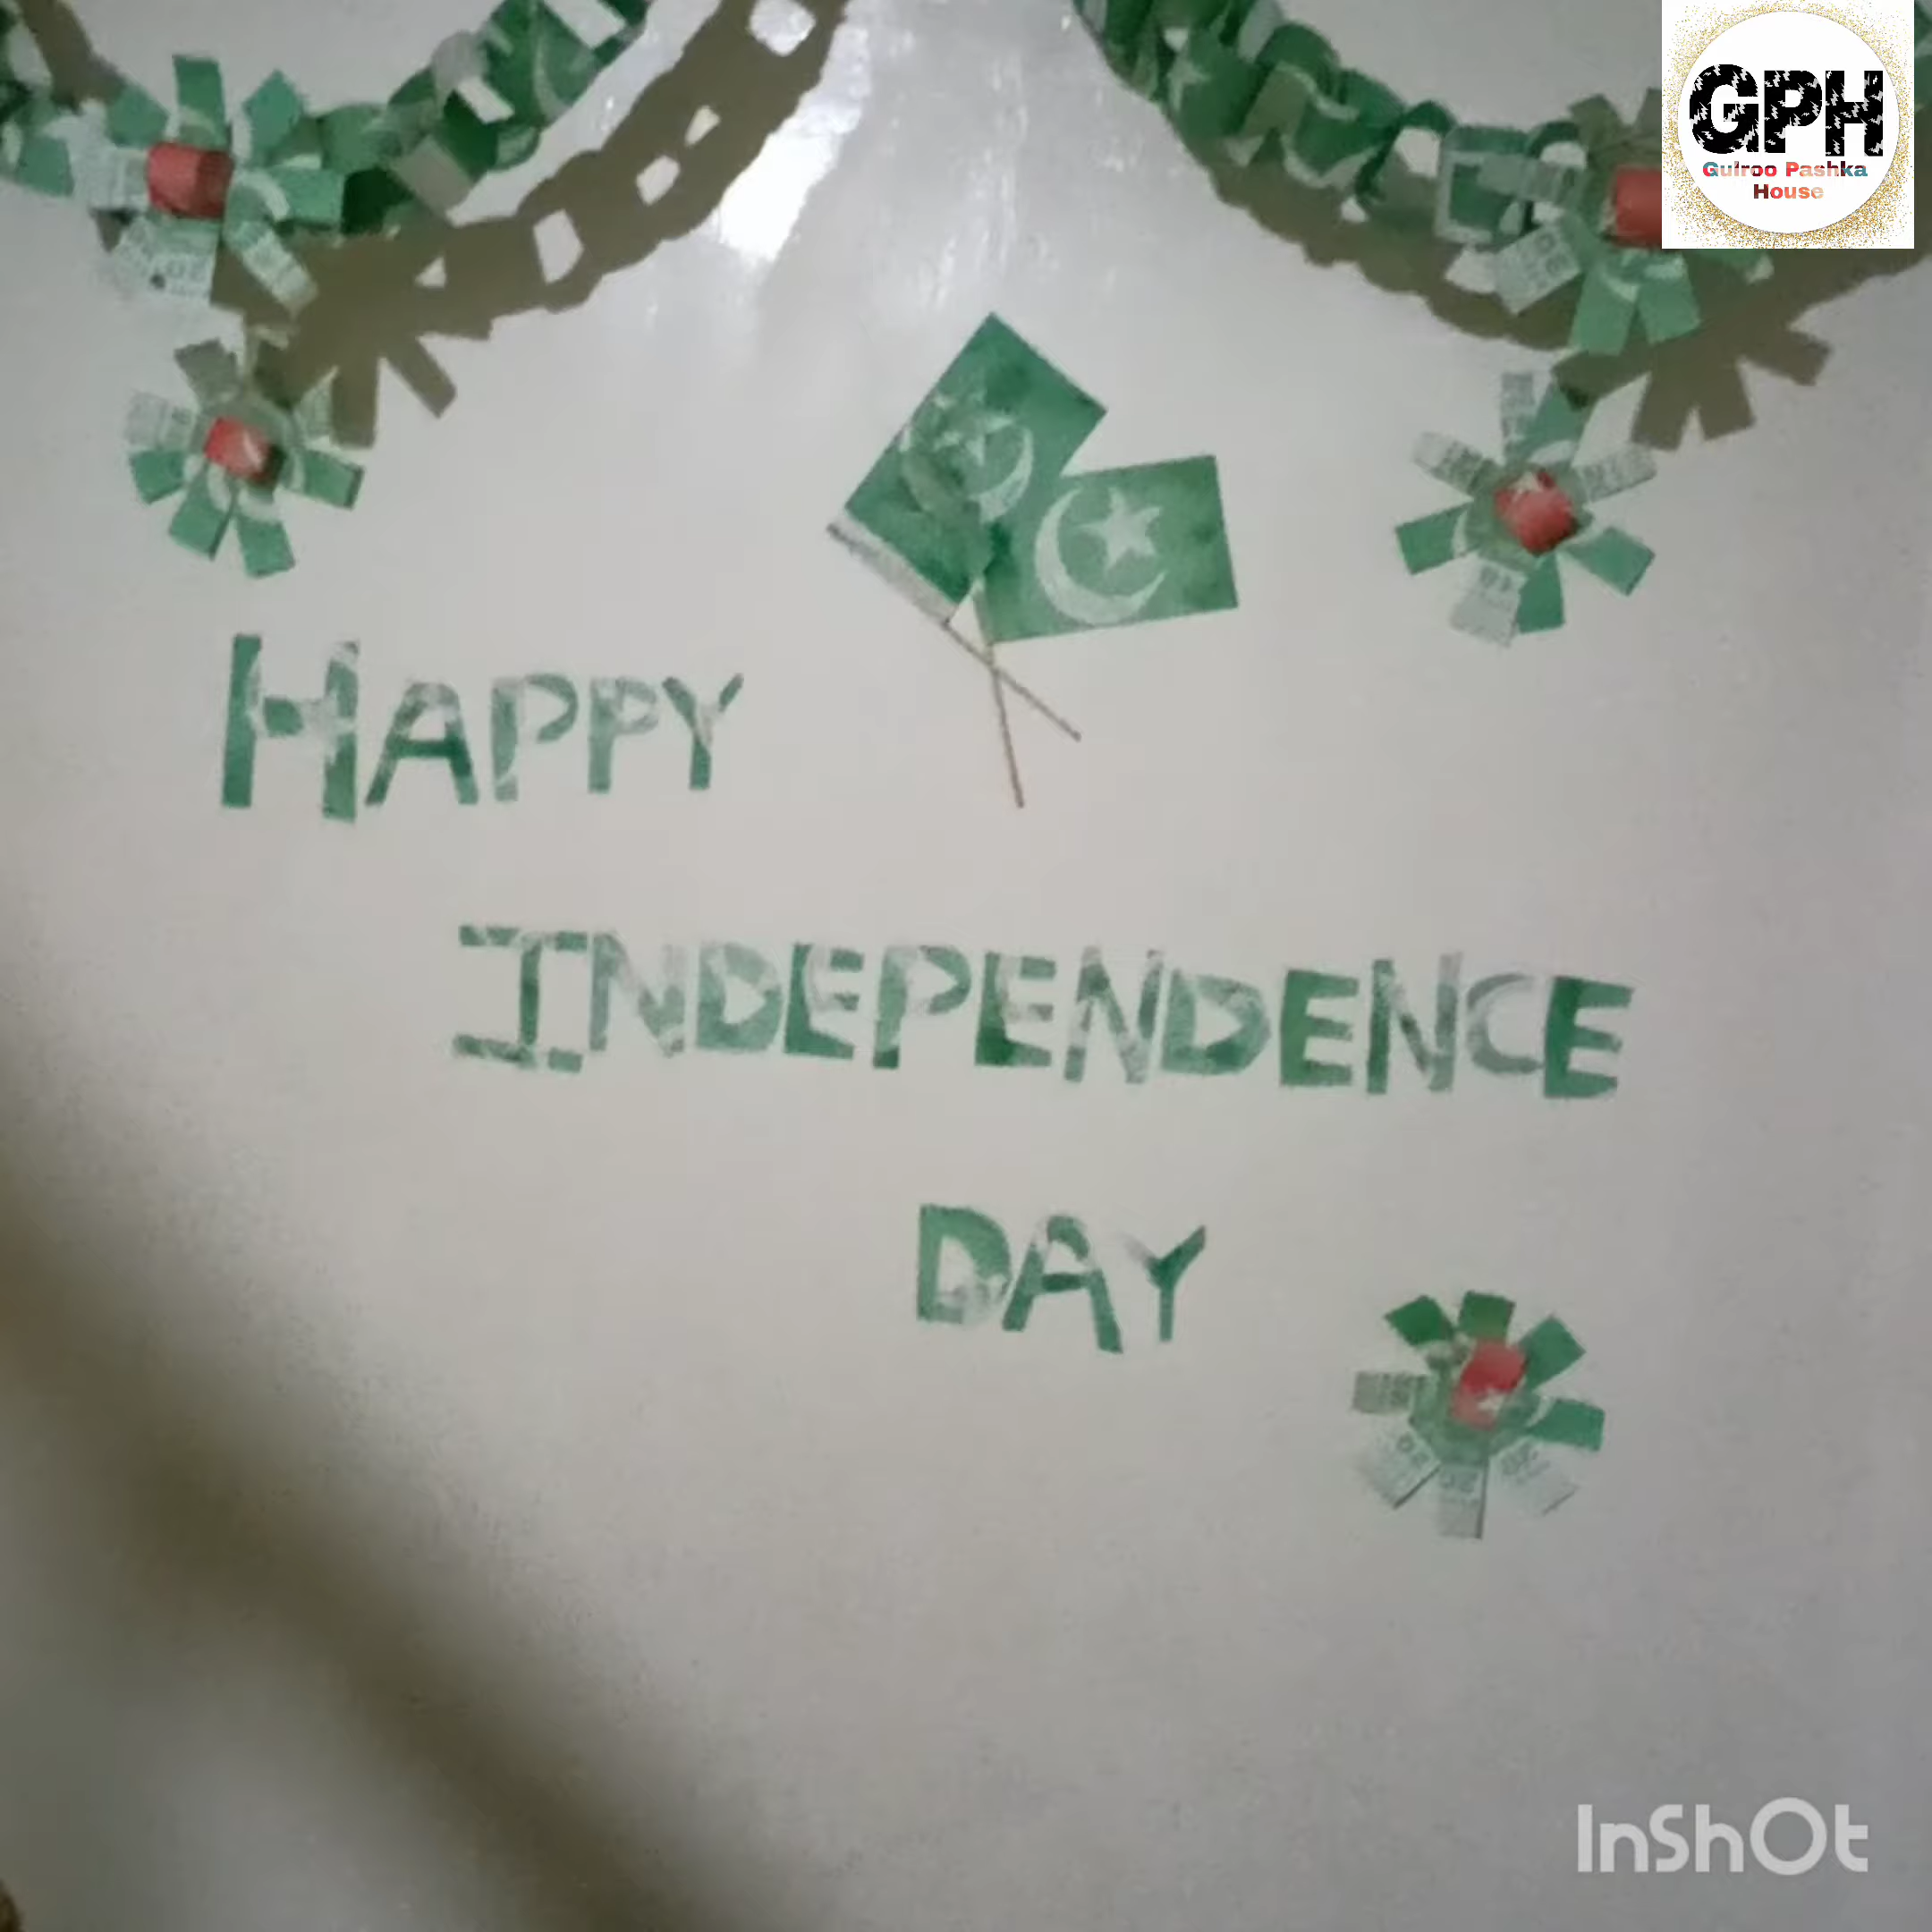 GPH
Gulroo Pashka
House
HAPPY
INDEPENDENCE
DAY
InShOt